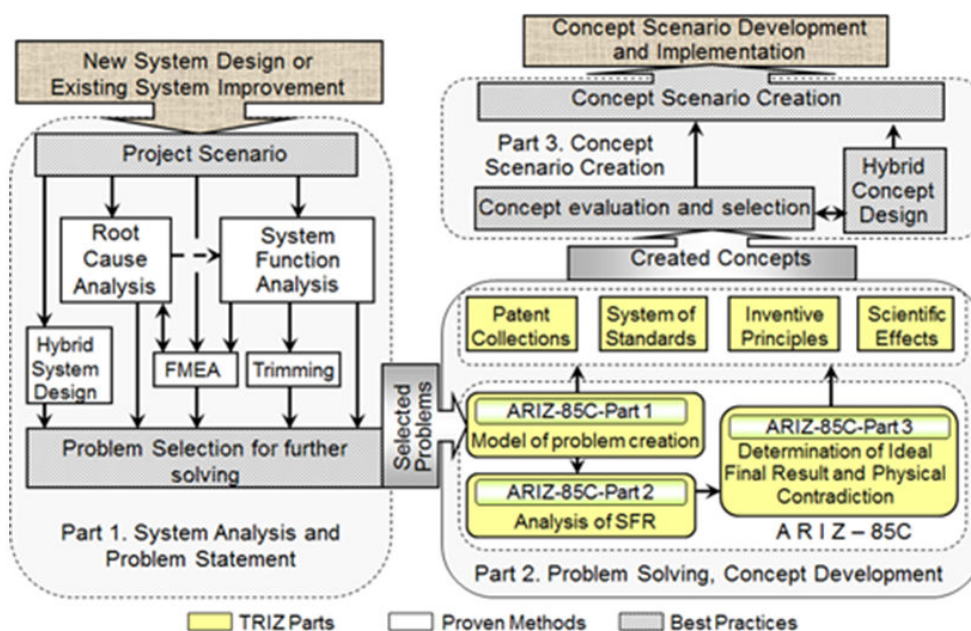 New System Design or
Existing System Improvement
Project Scenario
Root
Cause
Analysis
System
Function
Analysis
Hybrid
System
Design
FMEA
Trimming
Problem Selection for further
solving
Part 1. System Analysis and
Problem Statement
Selected
Problems
Concept Scenario Development
and Implementation
Concept Scenario Creation
Part 3. Concept
Scenario Creation
Hybrid
Concept
Design
Concept evaluation and selection
Created Concepts
Patent
Collections
System of
Standards
Inventive
Principles
Scientific
Effects
ARIZ-85C-Part 1
Model of problem creation
ARIZ-85C-Part 2
Analysis of SFR
ARIZ-85C-Part 3
Determination of Ideal
Final Result and Physical
Contradiction
A R I Z – 85C
Part 2. Problem Solving, Concept Development
TRIZ Parts
Proven Methods
Best Practices